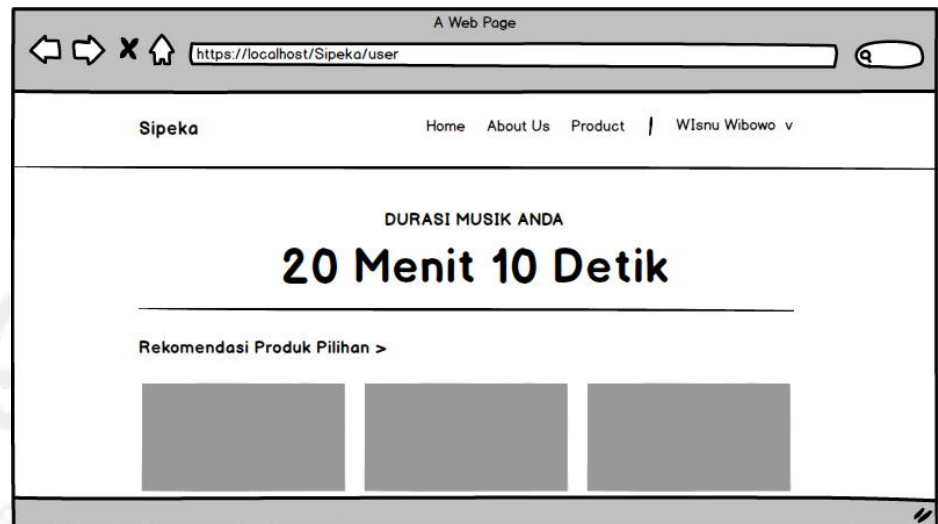 A Web Page
https://localhost/Sipeka/user
Sipeka Home About Us Product | WIsnu Wibowo v
DURASI MUSIK ANDA
20 Menit 10 Detik
Rekomendasi Produk Pilihan >